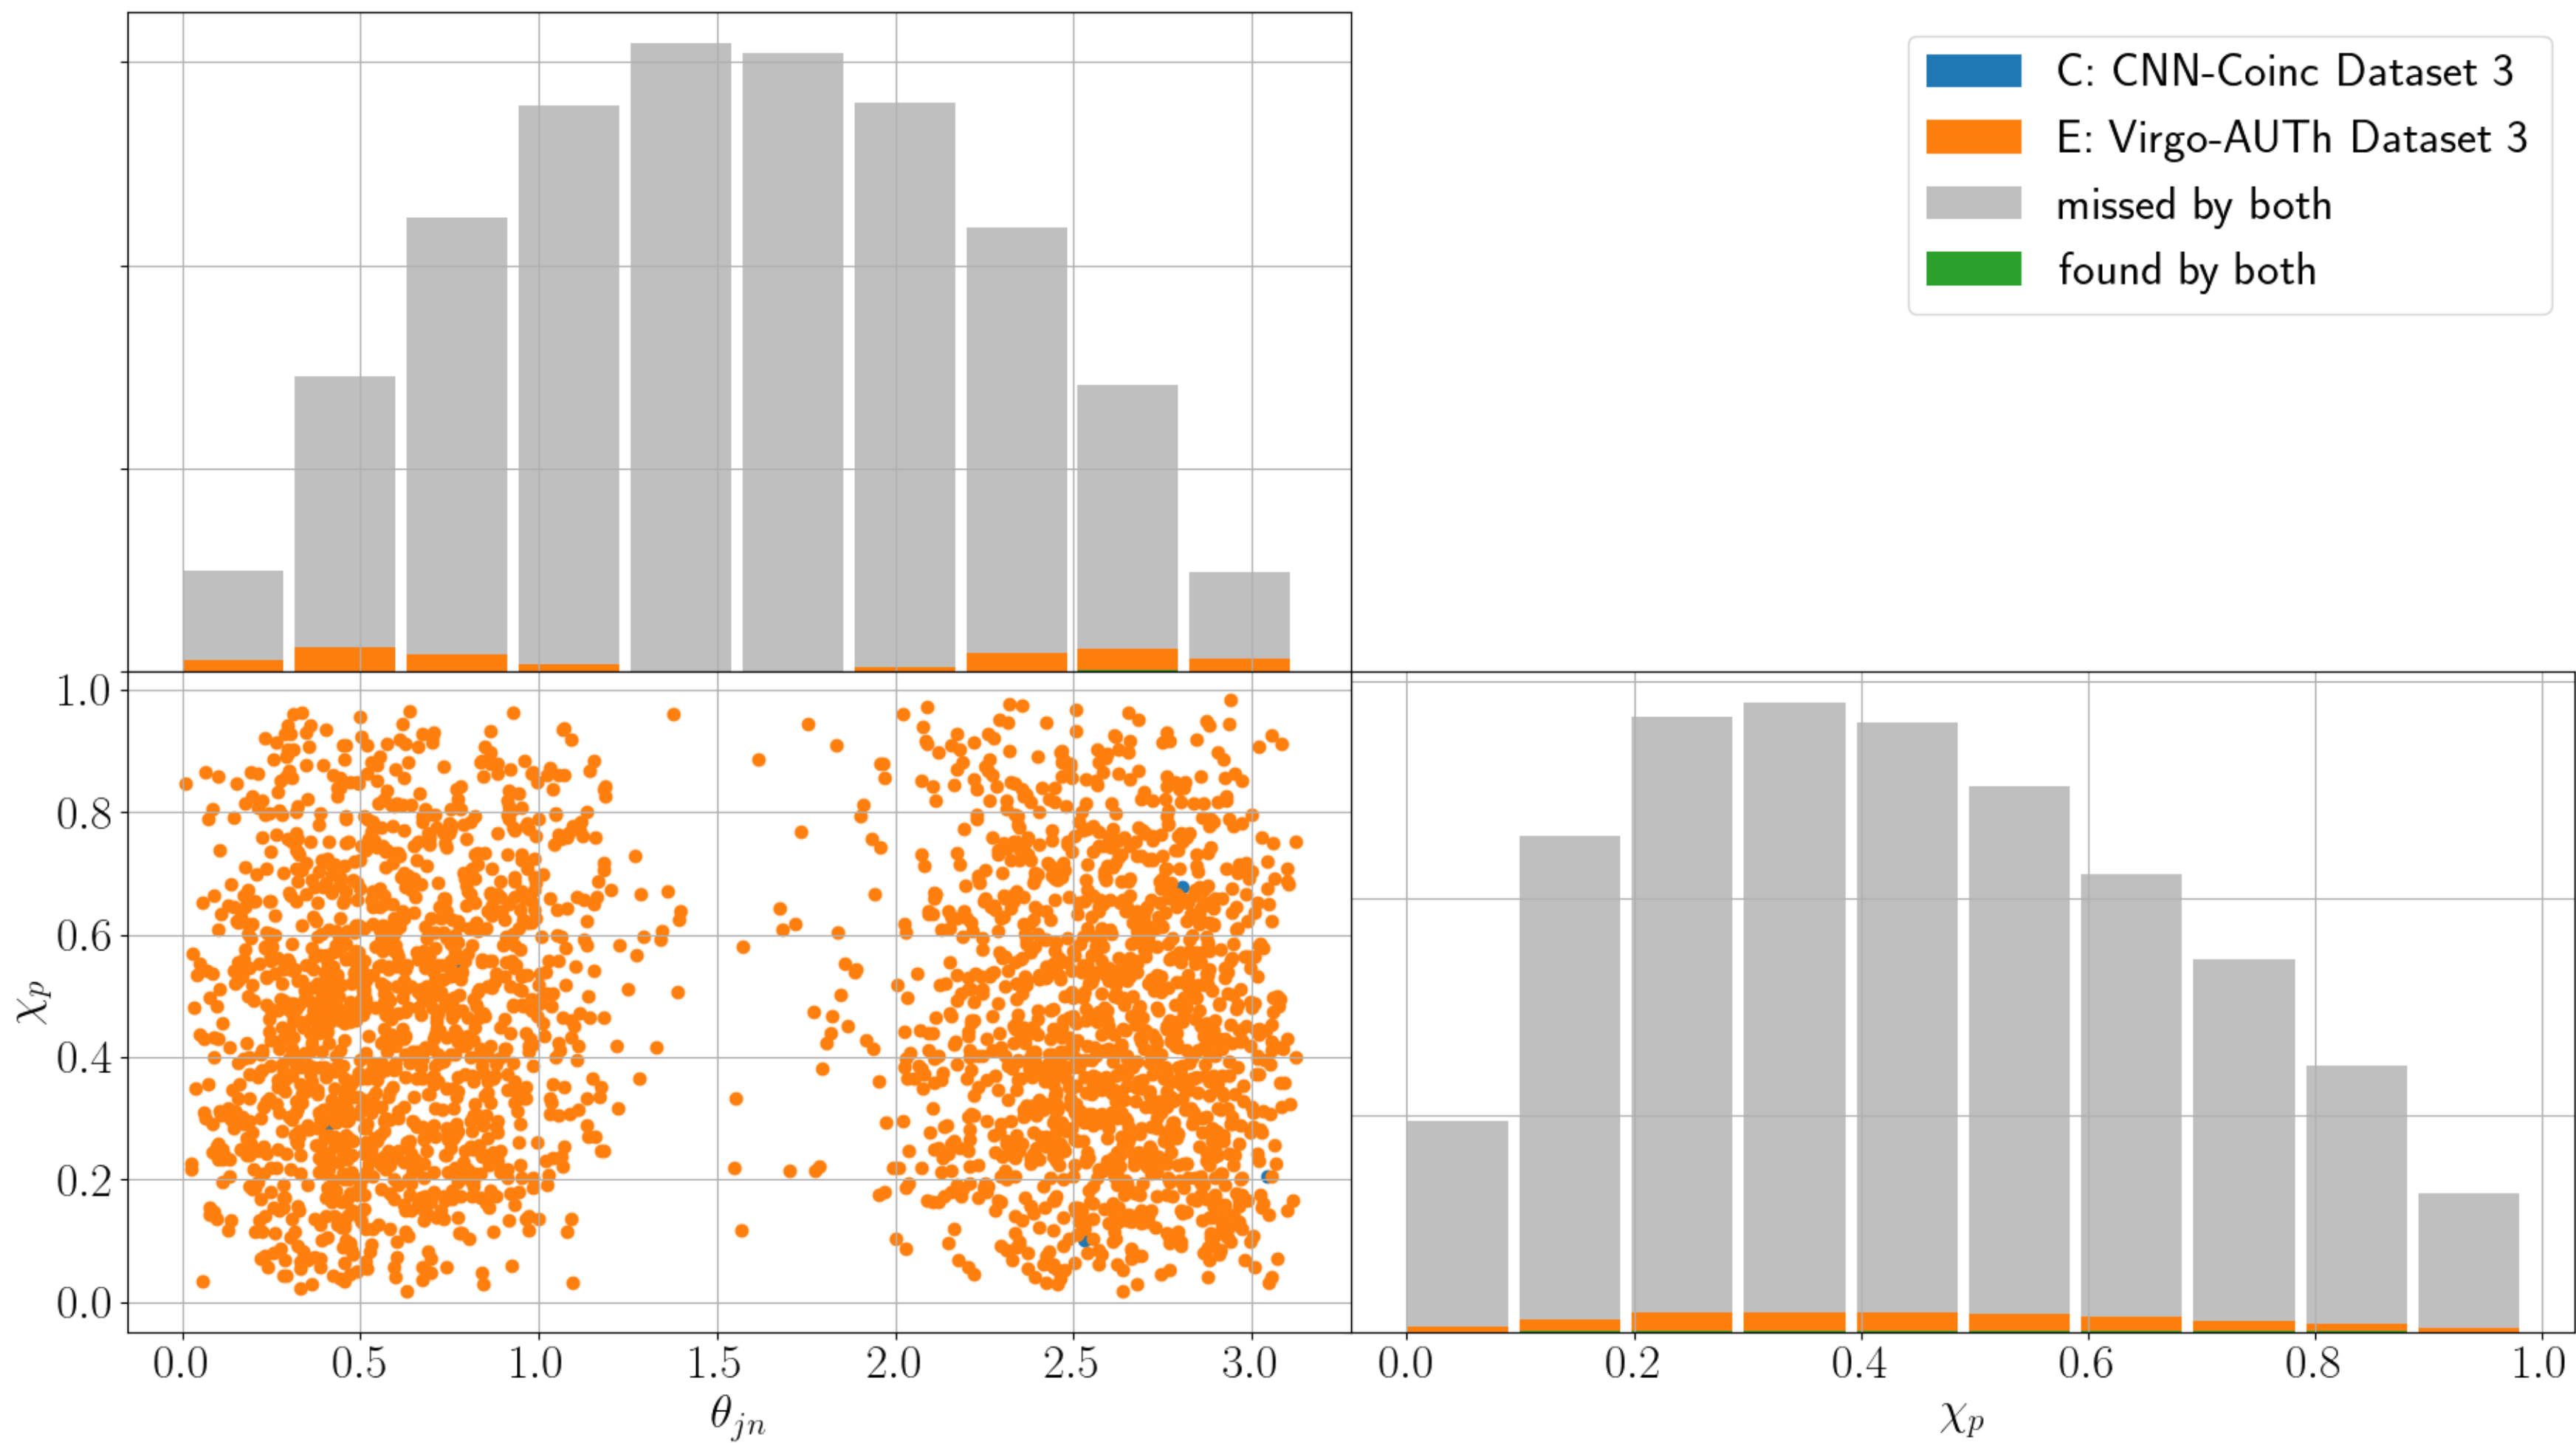 C: CNN-Coinc Dataset 3
E: Virgo-AUTh Dataset 3
missed by both
found by both
1.0
0.8
0.6
0.4
0.2
0.0
χp
0.0 0.5 1.0 1.5 2.0 2.5 3.0
θjn
0.0 0.2 0.4 0.6 0.8 1.0
χp